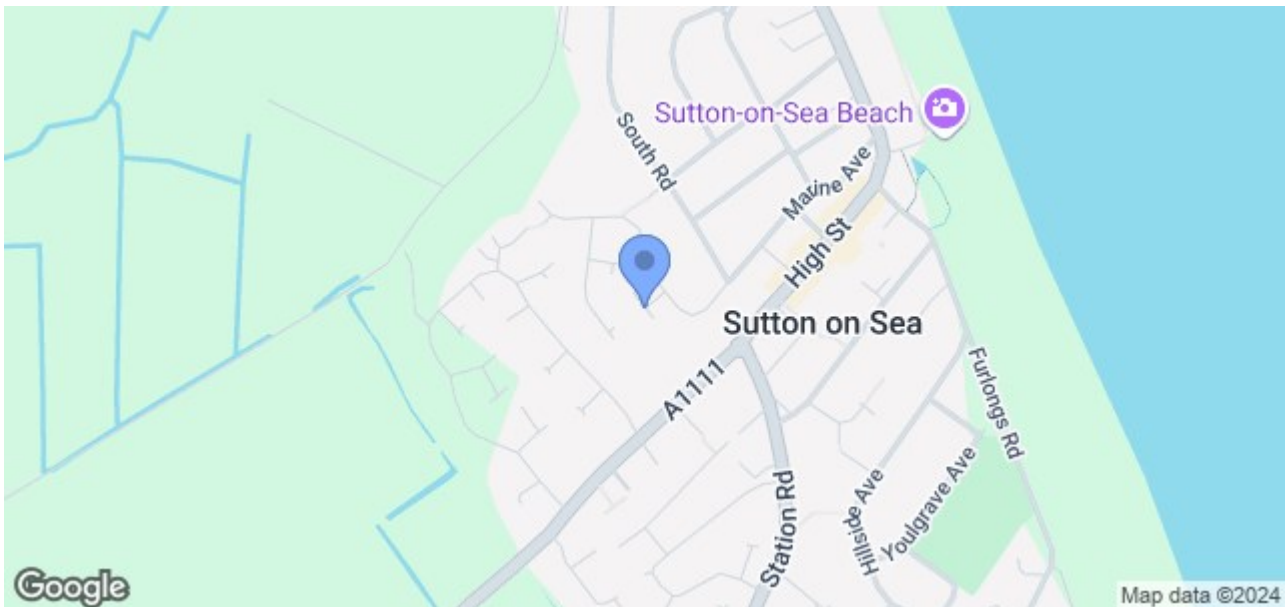 Sutton-on-Sea Beach
South Rd
Marine Ave
High St
Sutton on Sea
A1111
Furlongs Rd
Station Rd
Hillside Ave
Youlgrave Ave
Google
Map data ©2024